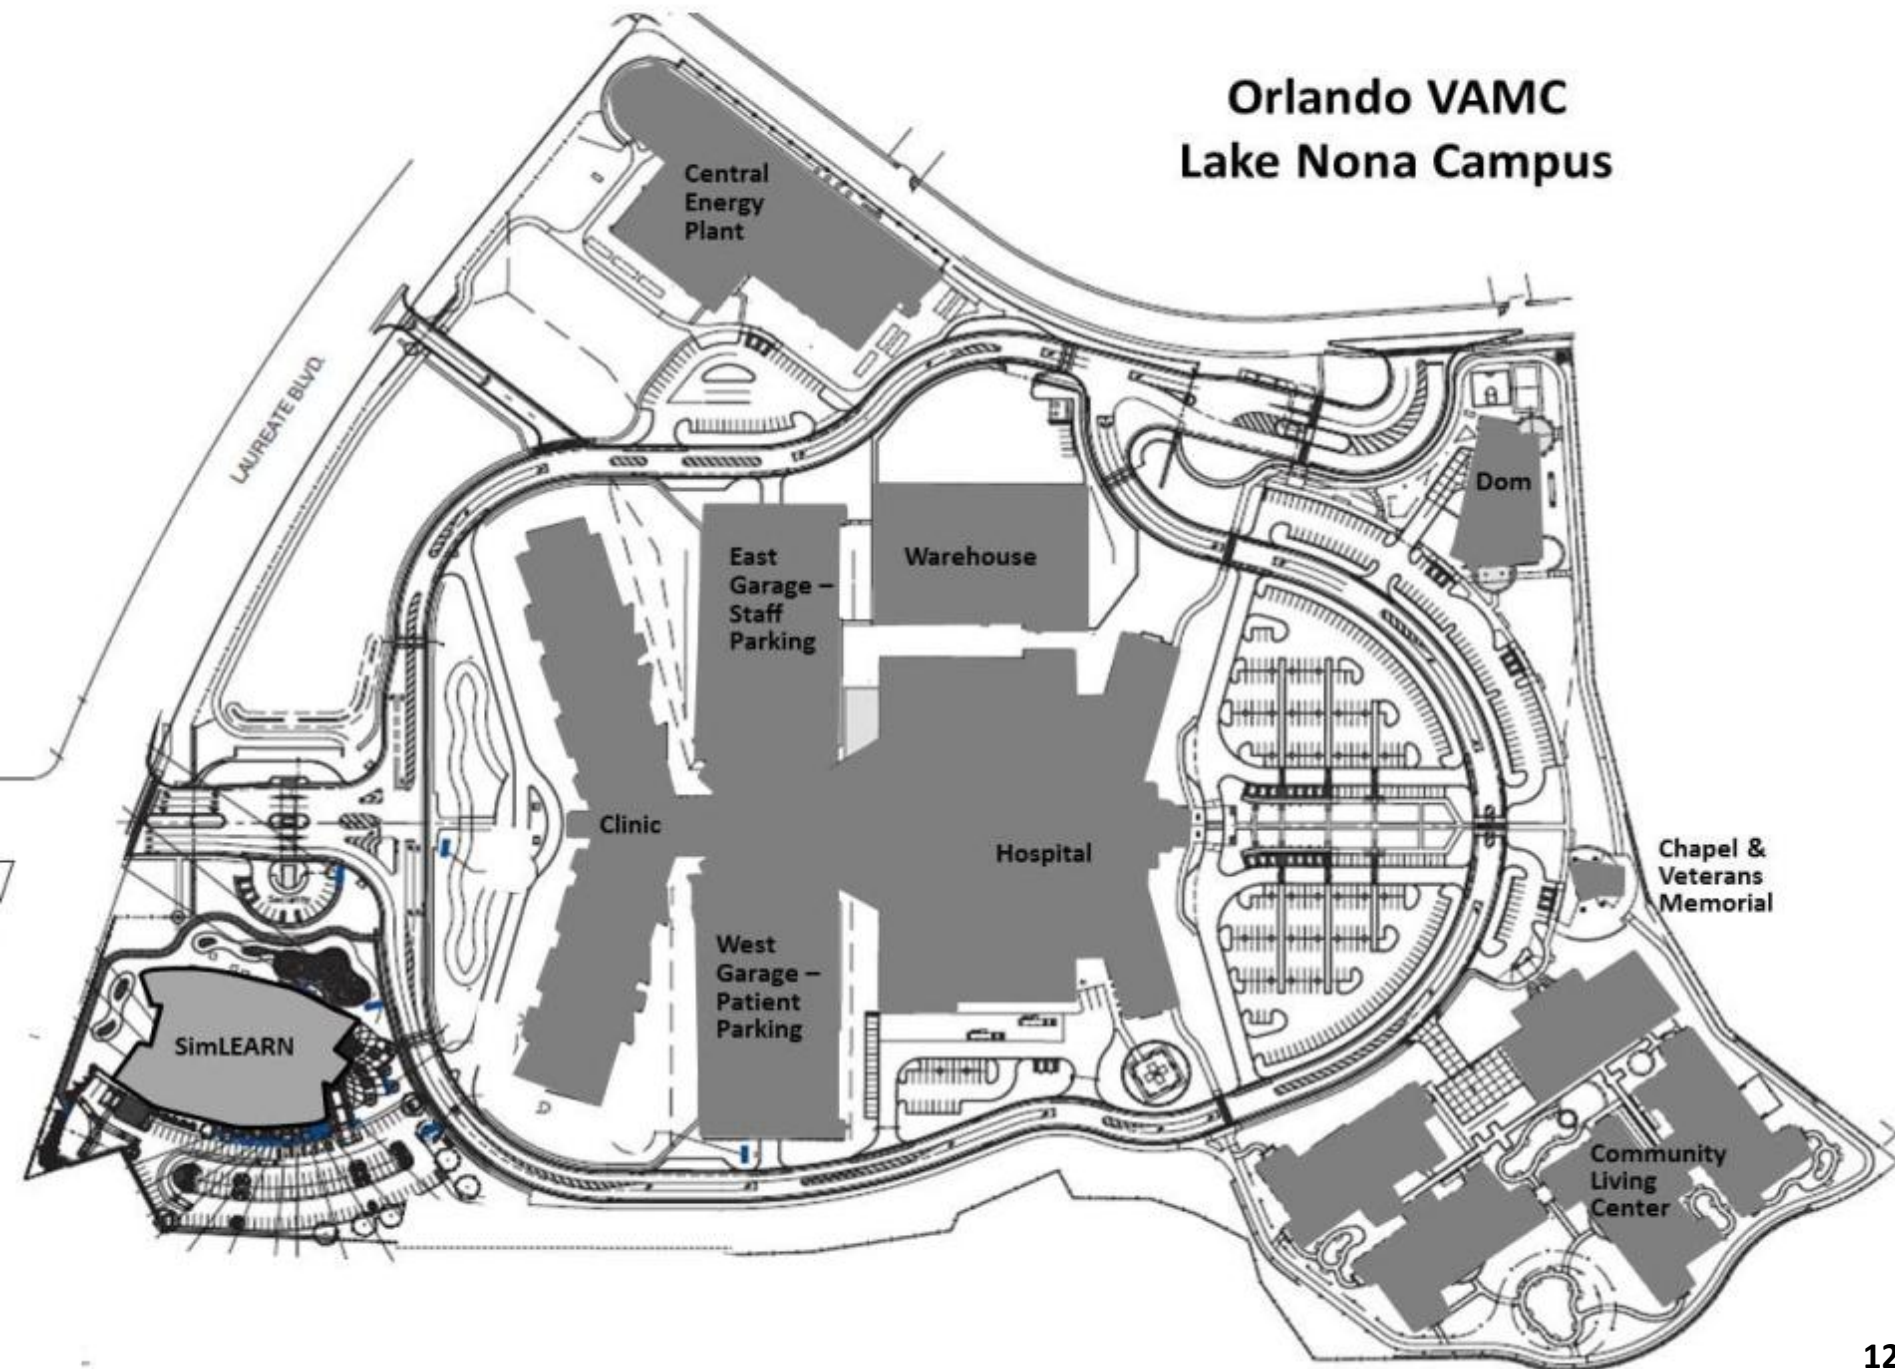 Orlando VAMC
Lake Nona Campus
Central
Energy
Plant
LAUREATE BLVD.
Dom
East
Garage –
Staff
Parking
Warehouse
Clinic
Hospital
Chapel &
Veterans
Memorial
Security
West
Garage –
Patient
Parking
SimLEARN
Community
Living
Center
12